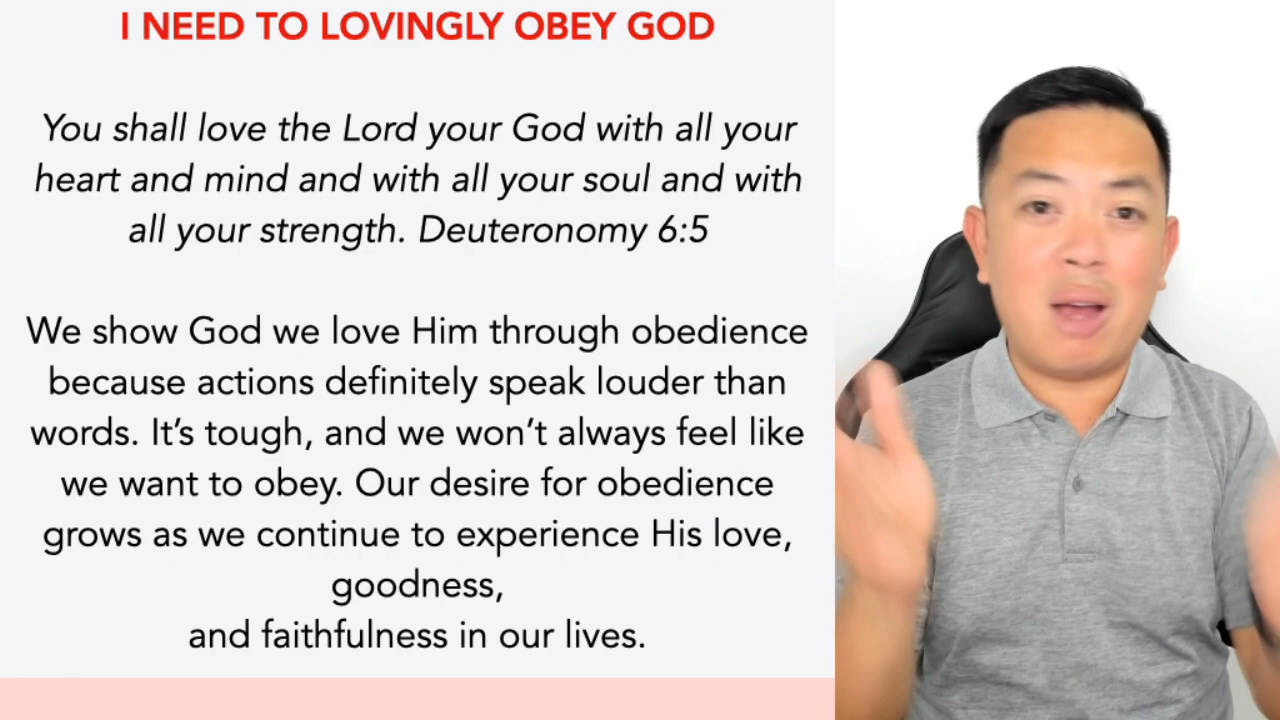 I NEED TO LOVINGLY OBEY GOD
You shall love the Lord your God with all your
heart and mind and with all your soul and with
all your strength. Deuteronomy 6:5
We show God we love Him through obedience
because actions definitely speak louder than
words. It’s tough, and we won’t always feel like
we want to obey. Our desire for obedience
grows as we continue to experience His love,
goodness,
and faithfulness in our lives.